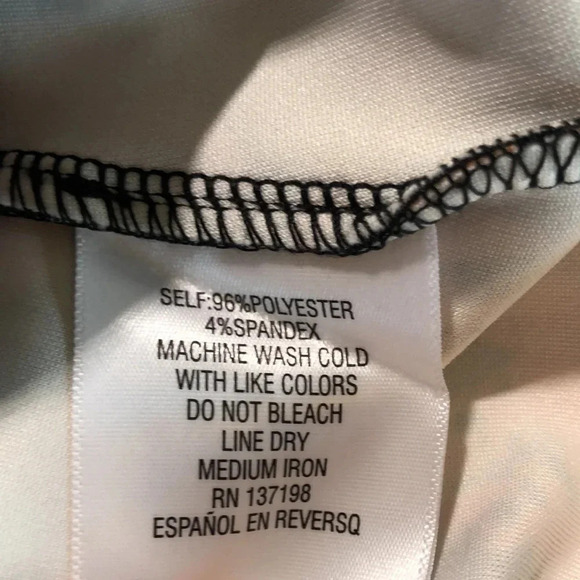 SELF:96%POLYESTER
4%SPANDEX
MACHINE WASH COLD
WITH LIKE COLORS
DO NOT BLEACH
LINE DRY
MEDIUM IRON
RN 137198
ESPAÑOL EN REVERSQ